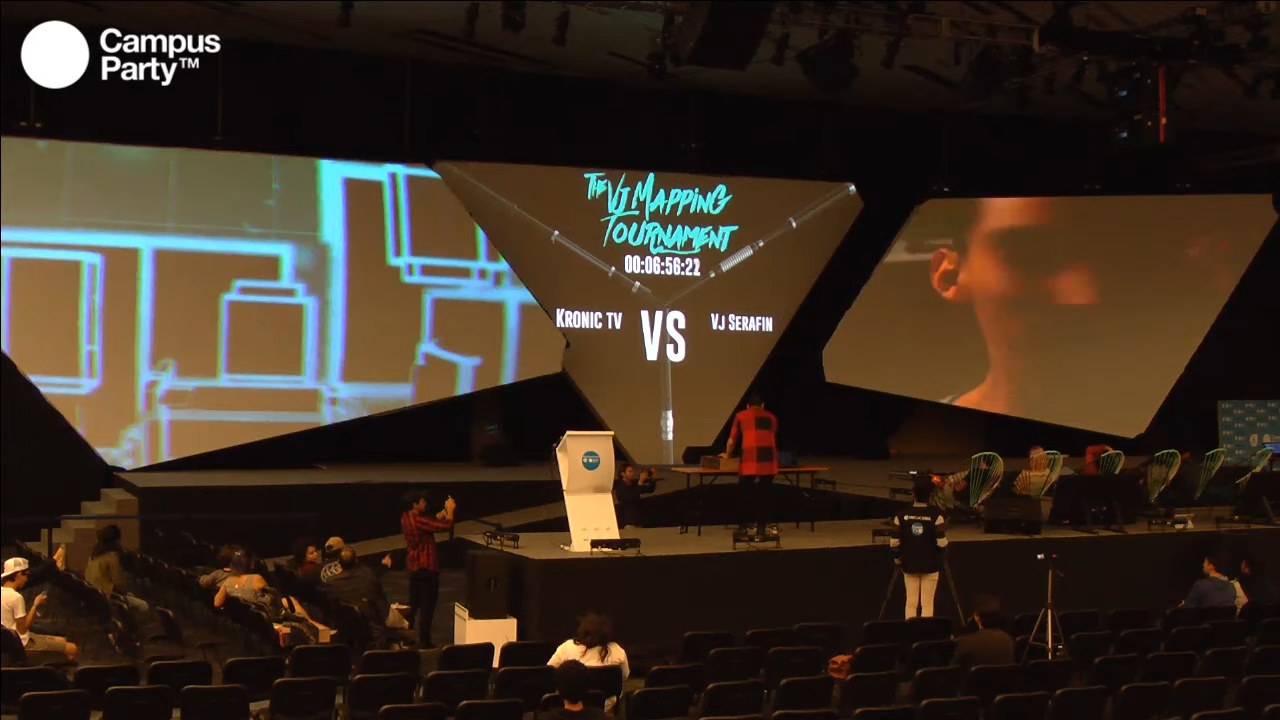 Campus
Party™
The VJ Mapping
Tournament
00:06:56:22
Kronic TV
VS
VJ Serafin